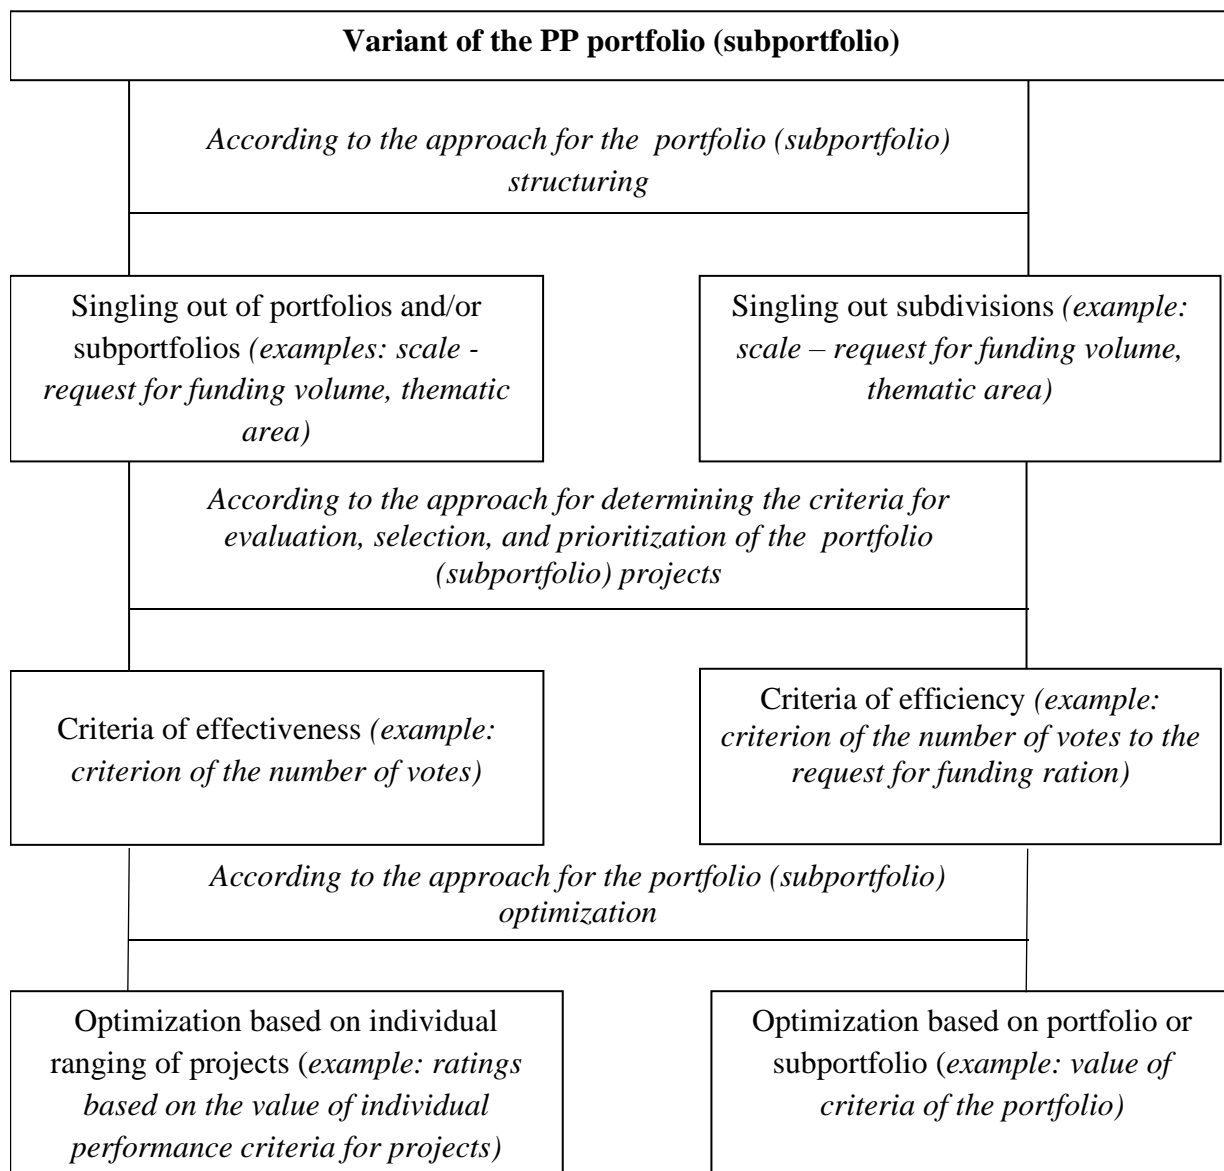 Variant of the PP portfolio (subportfolio)
According to the approach for the portfolio (subportfolio)
structuring
Singling out of portfolios and/or
subportfolios (examples: scale -
request for funding volume, thematic
area)
Singling out subdivisions (example:
scale – request for funding volume,
thematic area)
According to the approach for determining the criteria for
evaluation, selection, and prioritization of the portfolio
(subportfolio) projects
Criteria of effectiveness (example:
criterion of the number of votes)
Criteria of efficiency (example:
criterion of the number of votes to the
request for funding ration)
According to the approach for the portfolio (subportfolio)
optimization
Optimization based on individual
ranging of projects (example: ratings
based on the value of individual
performance criteria for projects)
Optimization based on portfolio or
subportfolio (example: value of
criteria of the portfolio)